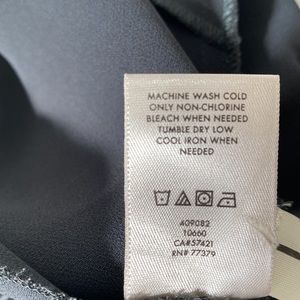 MACHINE WASH COLD
ONLY NON-CHLORINE
BLEACH WHEN NEEDED
TUMBLE DRY LOW
COOL IRON WHEN
NEEDED
409082
10660
CA#57421
RN#77379